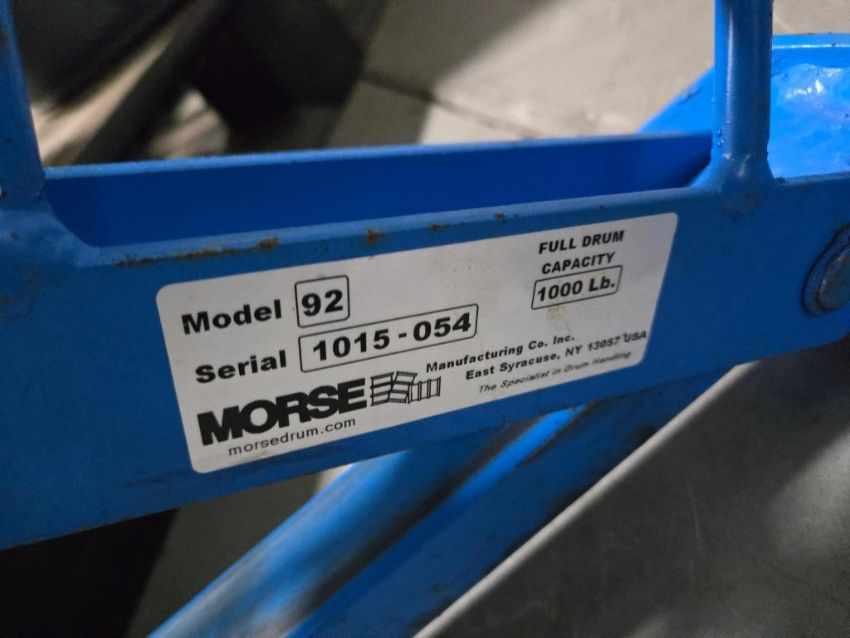 Model 92
Serial 1015-054
FULL DRUM
CAPACITY
1000 Lb.
MORSE Manufacturing Co. Inc.
East Syracuse, NY 13057 USA
The Specialist in Drum Handling
morsedrum.com